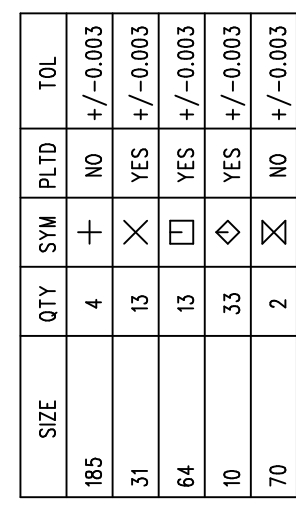 SIZE QTY SYM PLTD TOL
185 4 NO +/-0.003
31 13 YES +/-0.003
64 13 YES +/-0.003
10 33 YES +/-0.003
70 2 NO +/-0.003